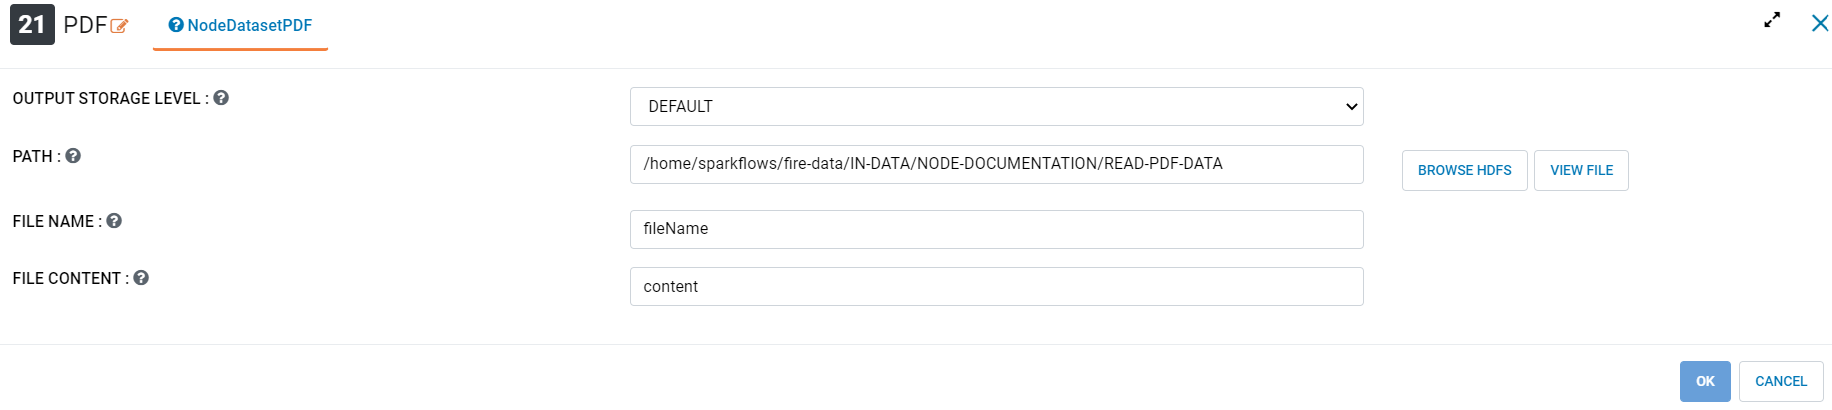 21 PDF NodeDatasetPDF
OUTPUT STORAGE LEVEL : DEFAULT
PATH : /home/sparkflows/fire-data/IN-DATA/NODE-DOCUMENTATION/READ-PDF-DATA BROWSE HDFS VIEW FILE
FILE NAME : fileName
FILE CONTENT : content
OK CANCEL